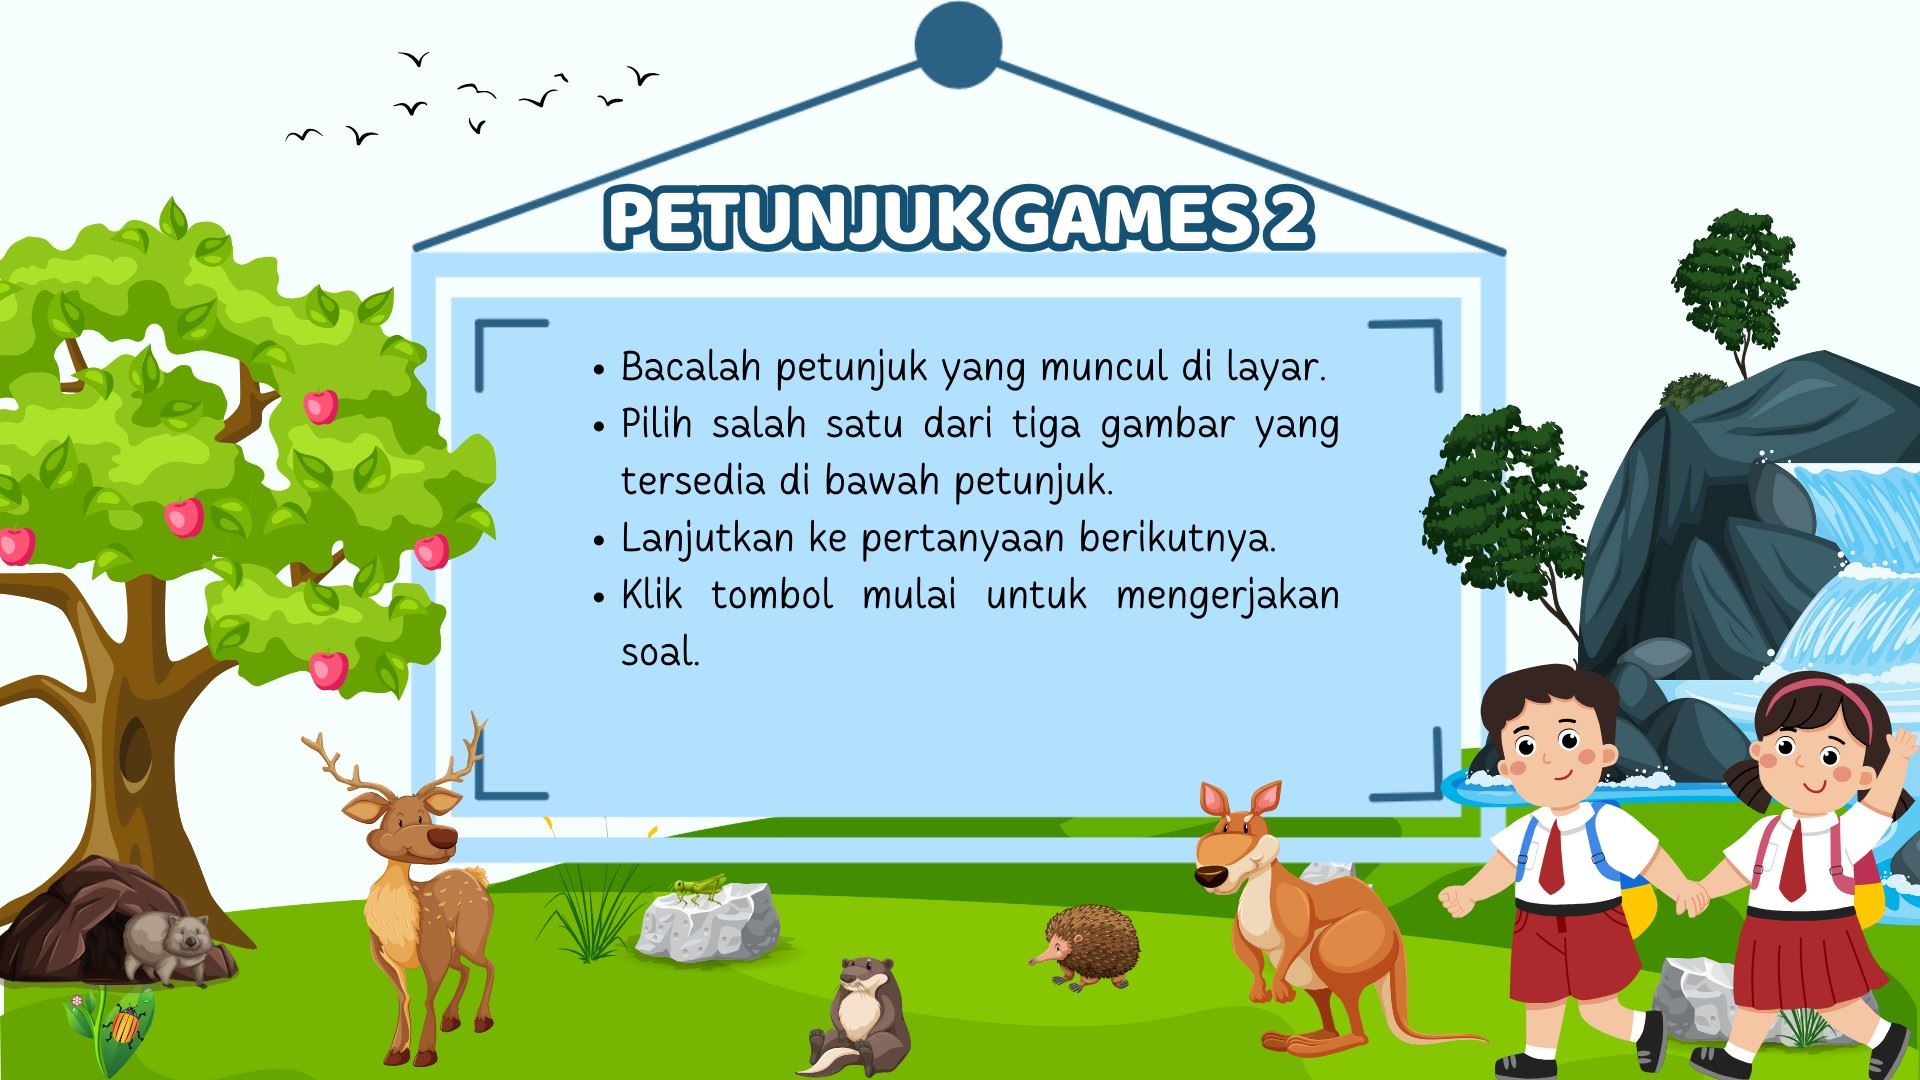 PETUNJUK GAMES 2
• Bacalah petunjuk yang muncul di layar.
• Pilih salah satu dari tiga gambar yang
tersedia di bawah petunjuk.
• Lanjutkan ke pertanyaan berikutnya.
• Klik tombol mulai untuk mengerjakan
soal.